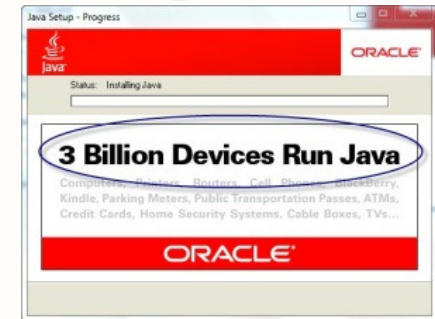 Java Setup - Progress
Java
ORACLE
Status: Installing Java
3 Billion Devices Run Java
Computers, Printers, Routers, Cell Phones, BlackBerry,
Kindle, Parking Meters, Public Transportation Passes, ATMs,
Credit Cards, Home Security Systems, Cable Boxes, TVs...
ORACLE